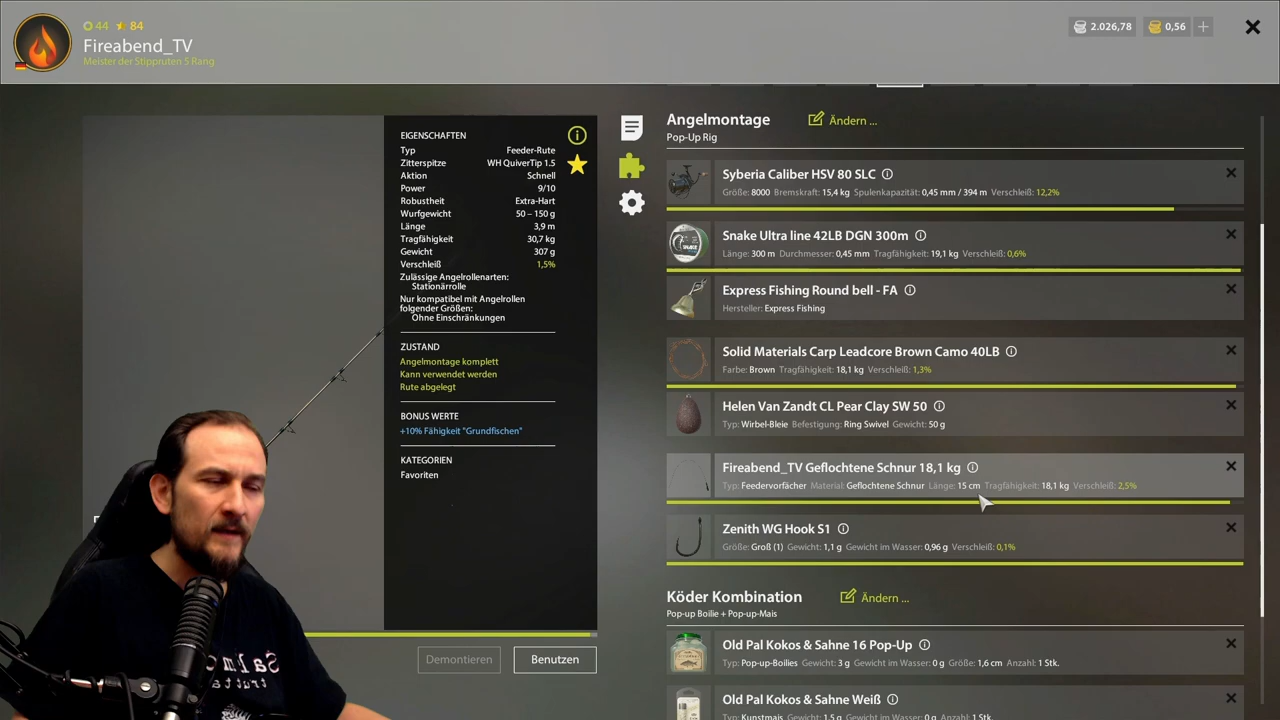 44 84
Fireabend_TV
Meister der Stippruten 5 Rang
2.026,78 0,56
EIGENSCHAFTEN
Typ Feeder-Rute
Zitterspitze WH QuiverTip 1.5
Aktion Schnell
Power 9/10
Robustheit Extra-Hart
Wurfgewicht 50 – 150 g
Länge 3,9 m
Tragfähigkeit 30,7 kg
Gewicht 307 g
Verschleiß 1,5%
Zulässige Angelrollenarten:
Stationärrolle
Nur kompatibel mit Angelrollen
folgender Größen:
Ohne Einschränkungen
ZUSTAND
Angelmontage komplett
Kann verwendet werden
Rute abgelegt
BONUS WERTE
+10% Fähigkeit "Grundfischen"
KATEGORIEN
Favoriten
Demontieren Benutzen
Angelmontage Ändern ...
Pop-Up Rig
Syberia Caliber HSV 80 SLC
Größe: 8000 Bremskraft: 15,4 kg Spulenkapazität: 0,45 mm / 394 m Verschleiß: 12,2%
Snake Ultra line 42LB DGN 300m
Länge: 300 m Durchmesser: 0,45 mm Tragfähigkeit: 19,1 kg Verschleiß: 0,6%
Express Fishing Round bell - FA
Hersteller: Express Fishing
Solid Materials Carp Leadcore Brown Camo 40LB
Farbe: Brown Tragfähigkeit: 18,1 kg Verschleiß: 1,3%
Helen Van Zandt CL Pear Clay SW 50
Typ: Wirbel-Bleie Befestigung: Ring Swivel Gewicht: 50 g
Fireabend_TV Geflochtene Schnur 18,1 kg
Typ: Feedervorfächer Material: Geflochtene Schnur Länge: 15 cm Tragfähigkeit: 18,1 kg Verschleiß: 2,5%
Zenith WG Hook S1
Größe: Groß (1) Gewicht: 1,1 g Gewicht im Wasser: 0,96 g Verschleiß: 0,1%
Köder Kombination Ändern ...
Pop-up Boilie + Pop-up-Mais
Old Pal Kokos & Sahne 16 Pop-Up
Typ: Pop-up-Boilies Gewicht: 3 g Gewicht im Wasser: 0 g Größe: 1,6 cm Anzahl: 1 Stk.
Old Pal Kokos & Sahne Weiß
Typ: Kunstmais Gewicht: 1,5 g Gewicht im Wasser: 0 g Anzahl: 1 Stk.